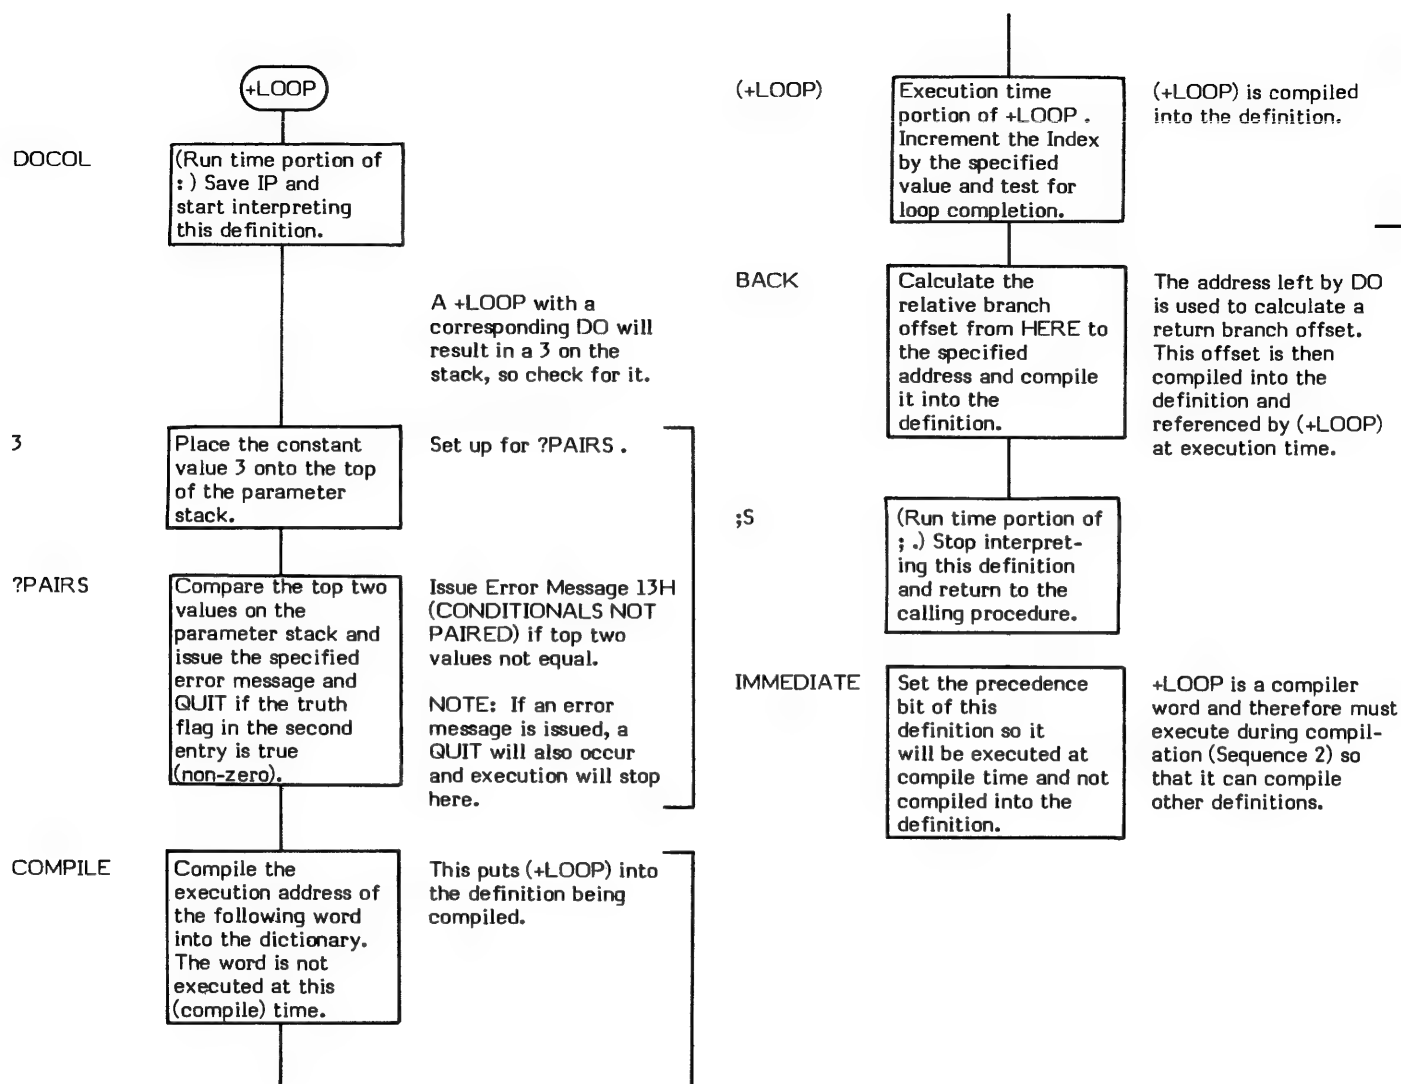 +LOOP
DOCOL
(Run time portion of
: ) Save IP and
start interpreting
this definition.
A +LOOP with a
corresponding DO will
result in a 3 on the
stack, so check for it.
3
Place the constant
value 3 onto the top
of the parameter
stack.
Set up for ?PAIRS .
?PAIRS
Compare the top two
values on the
parameter stack and
issue the specified
error message and
QUIT if the truth
flag in the second
entry is true
(non-zero).
Issue Error Message 13H
(CONDITIONALS NOT
PAIRED) if top two
values not equal.
NOTE: If an error
message is issued, a
QUIT will also occur
and execution will stop
here.
COMPILE
Compile the
execution address of
the following word
into the dictionary.
The word is not
executed at this
(compile) time.
This puts (+LOOP) into
the definition being
compiled.
(+LOOP)
Execution time
portion of +LOOP .
Increment the Index
by the specified
value and test for
loop completion.
(+LOOP) is compiled
into the definition.
BACK
Calculate the
relative branch
offset from HERE to
the specified
address and compile
it into the
definition.
The address left by DO
is used to calculate a
return branch offset.
This offset is then
compiled into the
definition and
referenced by (+LOOP)
at execution time.
;S
(Run time portion of
; .) Stop interpret-
ing this definition
and return to the
calling procedure.
IMMEDIATE
Set the precedence
bit of this
definition so it
will be executed at
compile time and not
compiled into the
definition.
+LOOP is a compiler
word and therefore must
execute during compil-
ation (Sequence 2) so
that it can compile
other definitions.